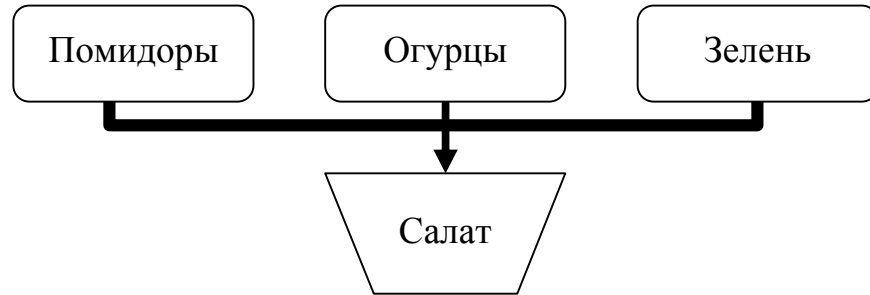 Помидоры
Огурцы
Зелень
Салат